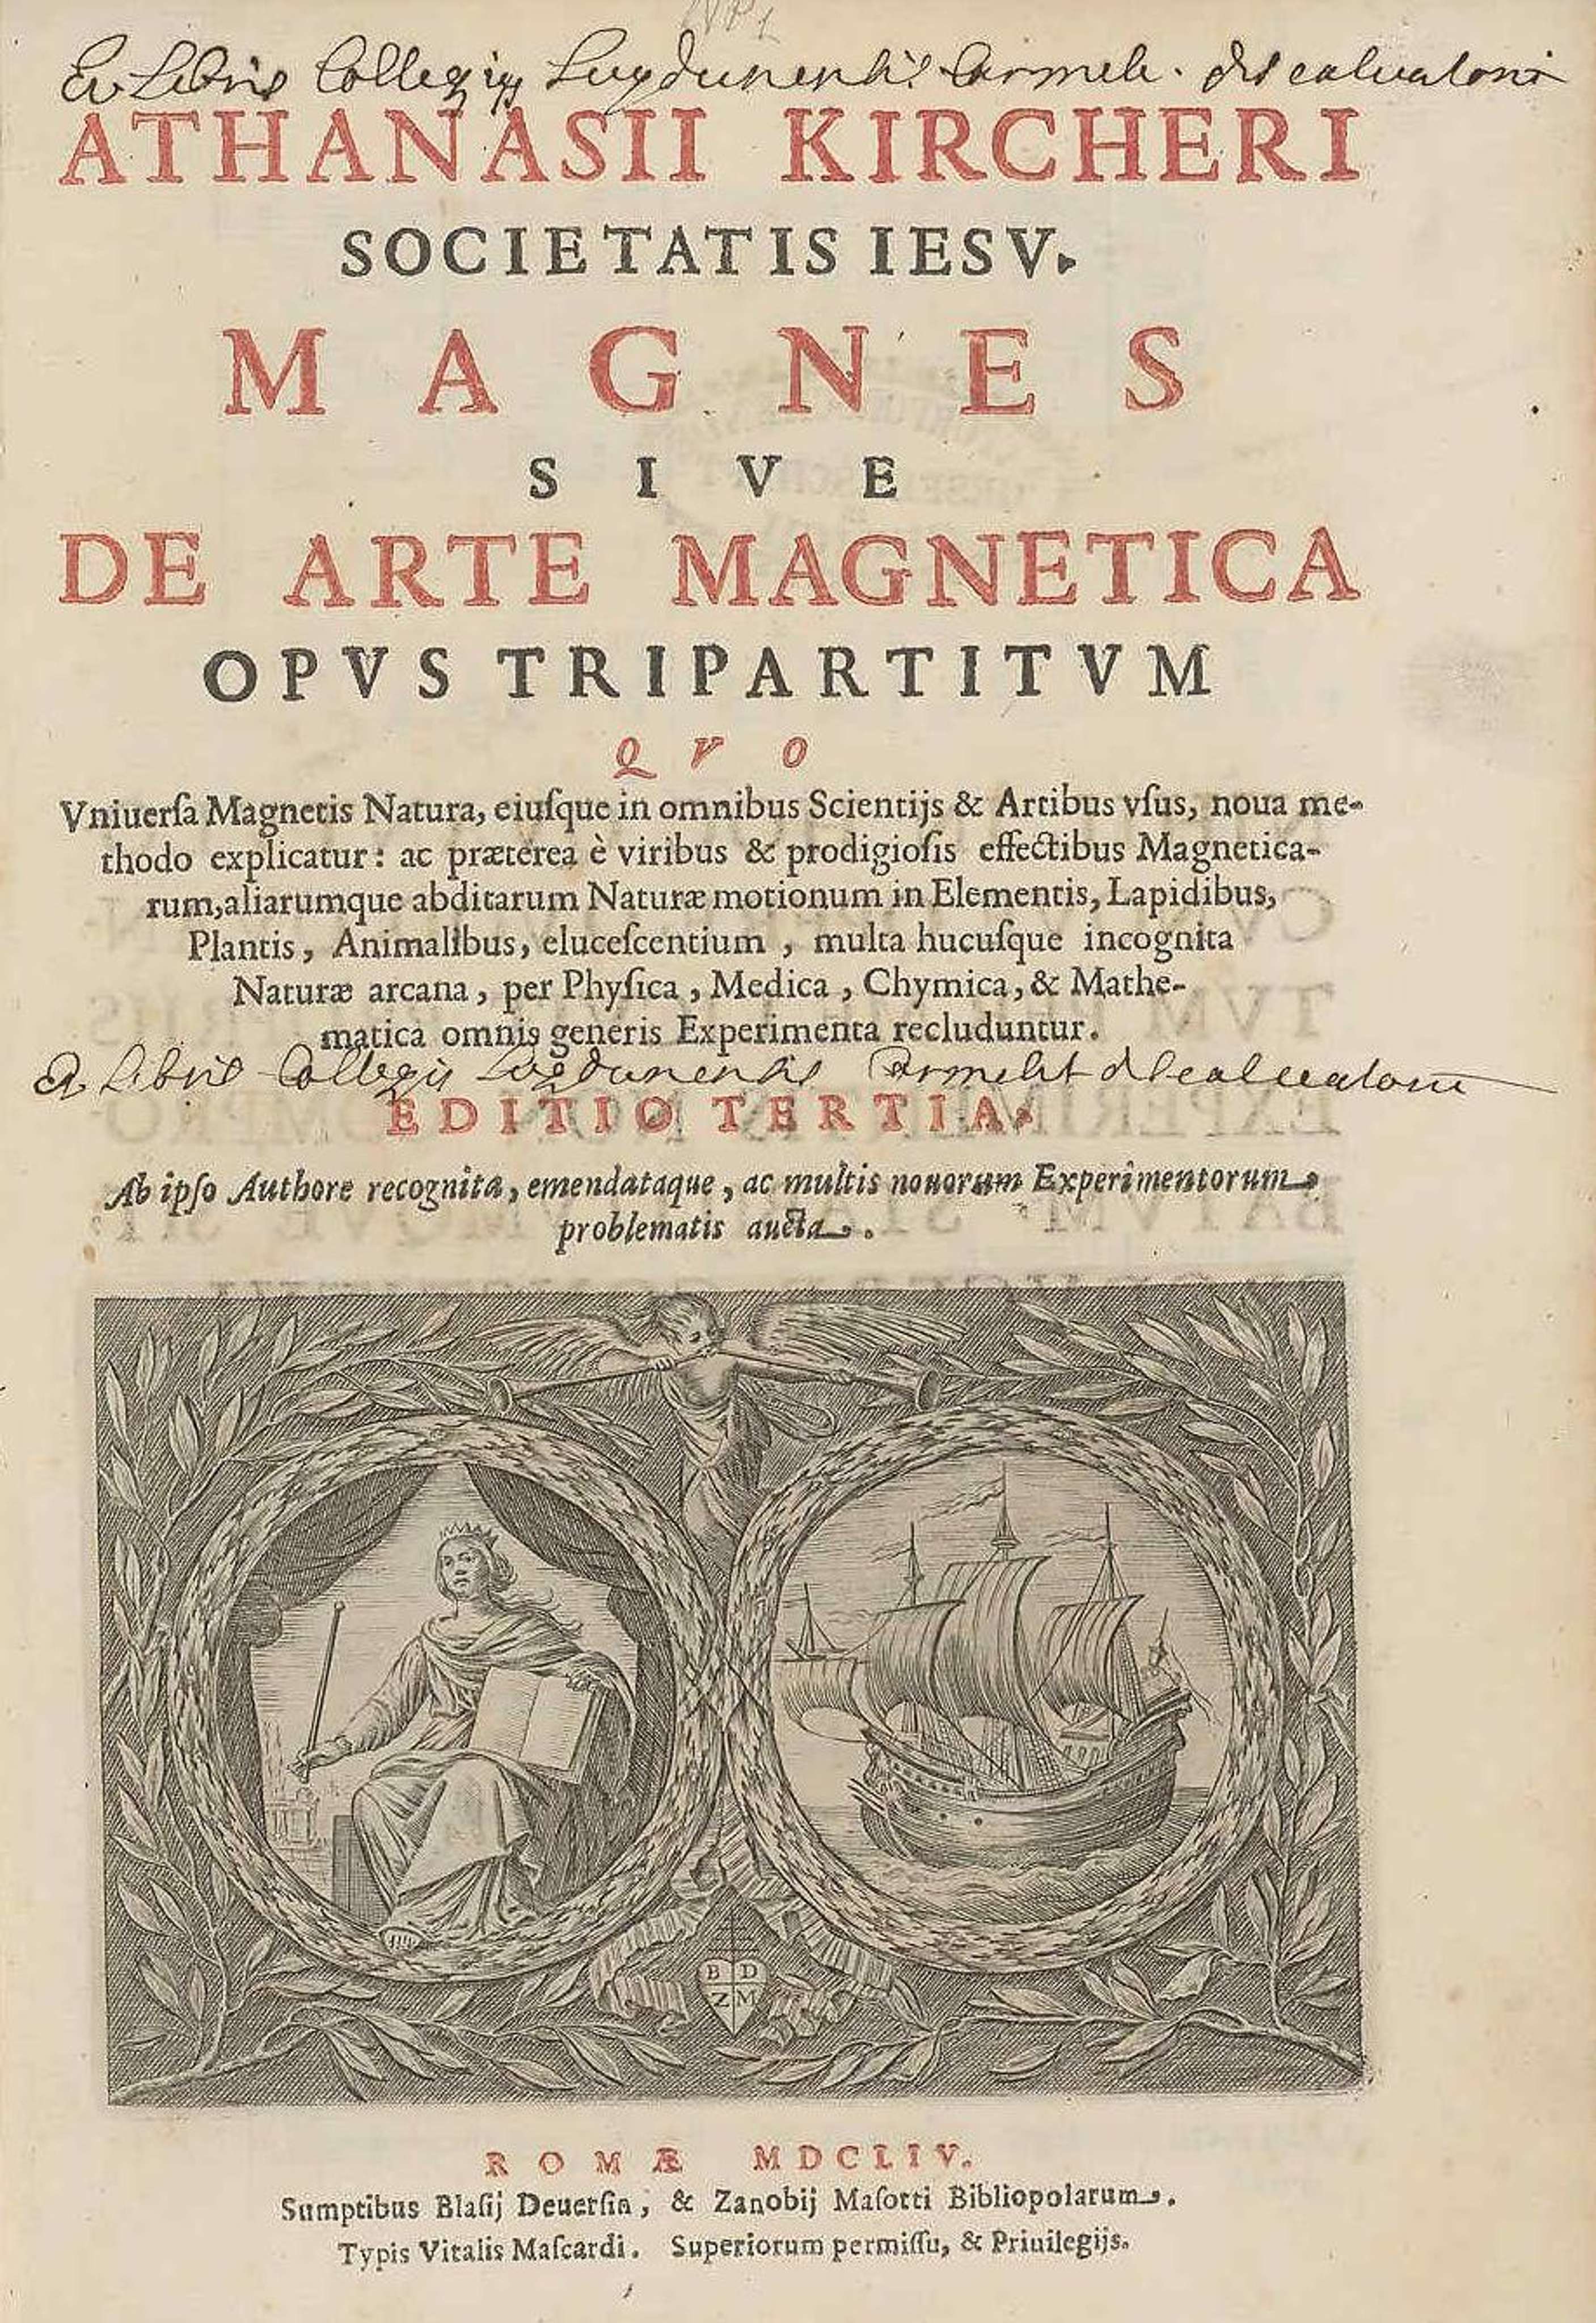 Ex Libris Collegij Lugdunensis Carmelit. discalceatorum
ATHANASII KIRCHERI
SOCIETATIS IESV.
MAGNES
SIVE
DE ARTE MAGNETICA
OPVS TRIPARTITVM
QVO
Vniuerſa Magnetis Natura, eiuſque in omnibus Scientijs & Artibus vſus, noua me-
thodo explicatur: ac præterea è viribus & prodigioſis effectibus Magnetica-
rum, aliarumque abditarum Naturæ motionum in Elementis, Lapidibus,
Plantis, Animalibus, eluceſcentium, multa hucuſque incognita
Naturæ arcana, per Phyſica, Medica, Chymica, & Mathe-
matica omnis generis Experimenta recluduntur.
Ex Libris Collegij Lugdunensis Carmelit discalceatorum
EDITIO TERTIA.
Ab ipſo Authore recognita, emendataque, ac multis nouorum Experimentorum
problematis aucta.
B D
Z M
ROMÆ MDCLIV.
Sumptibus Blaſij Deuerſin, & Zanobij Maſotti Bibliopolarum.
Typis Vitalis Maſcardi. Superiorum permiſſu, & Priuilegijs.